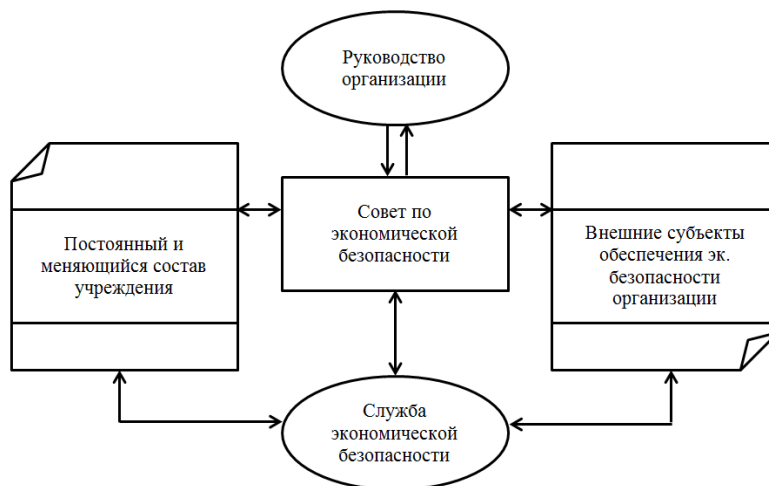 Руководство
организации
Постоянный и
меняющийся состав
учреждения
Совет по
экономической
безопасности
Внешние субъекты
обеспечения эк.
безопасности
организации
Служба
экономической
безопасности